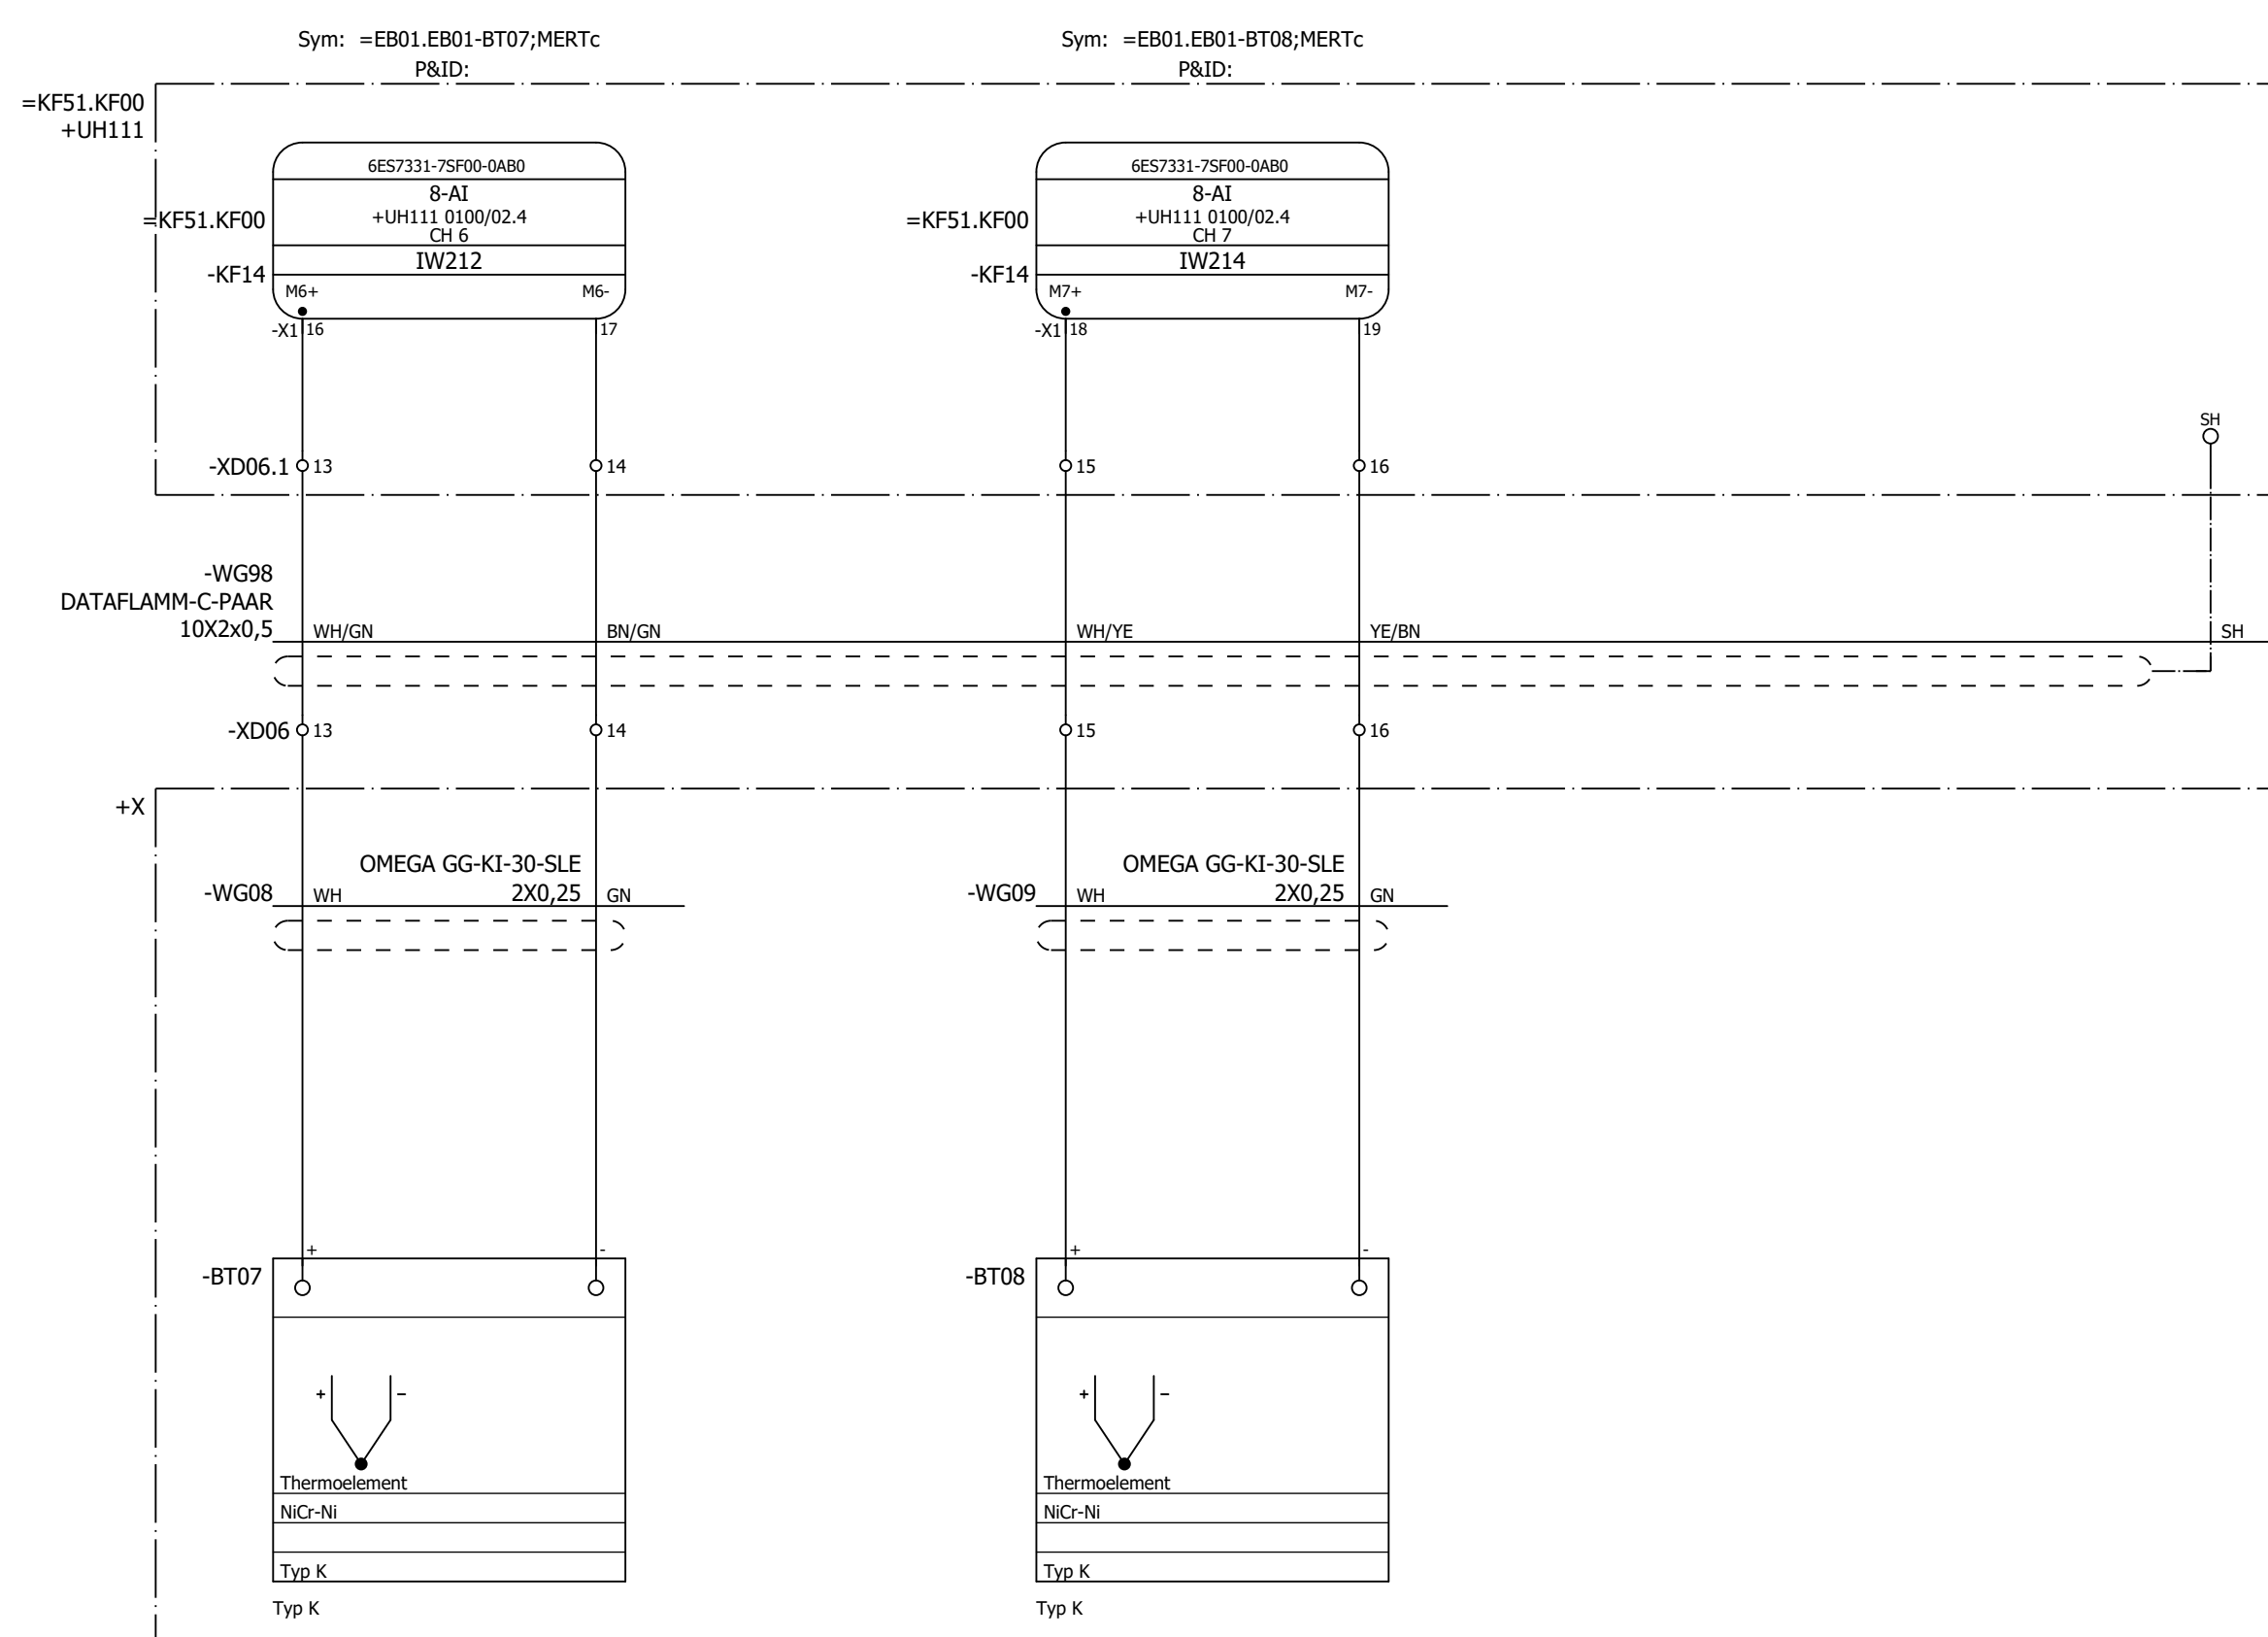 Sym: =EB01.EB01-BT07;MERTc
P&ID:
Sym: =EB01.EB01-BT08;MERTc
P&ID:
=KF51.KF00
+UH111
6ES7331-7SF00-0AB0
8-AI
+UH111 0100/02.4
CH 6
IW212
=KF51.KF00
-KF14
M6+ M6-
-X1 16 17
6ES7331-7SF00-0AB0
8-AI
+UH111 0100/02.4
CH 7
IW214
=KF51.KF00
-KF14
M7+ M7-
-X1 18 19
SH
-XD06.1 13 14 15 16
-WG98
DATAFLAMM-C-PAAR
10X2x0,5
WH/GN BN/GN WH/YE YE/BN SH
-XD06 13 14 15 16
+X
OMEGA GG-KI-30-SLE
-WG08 WH 2X0,25 GN
OMEGA GG-KI-30-SLE
-WG09 WH 2X0,25 GN
+ -
-BT07
+ -
Thermoelement
NiCr-Ni
Typ K
Typ K
+ -
-BT08
+ -
Thermoelement
NiCr-Ni
Typ K
Typ K